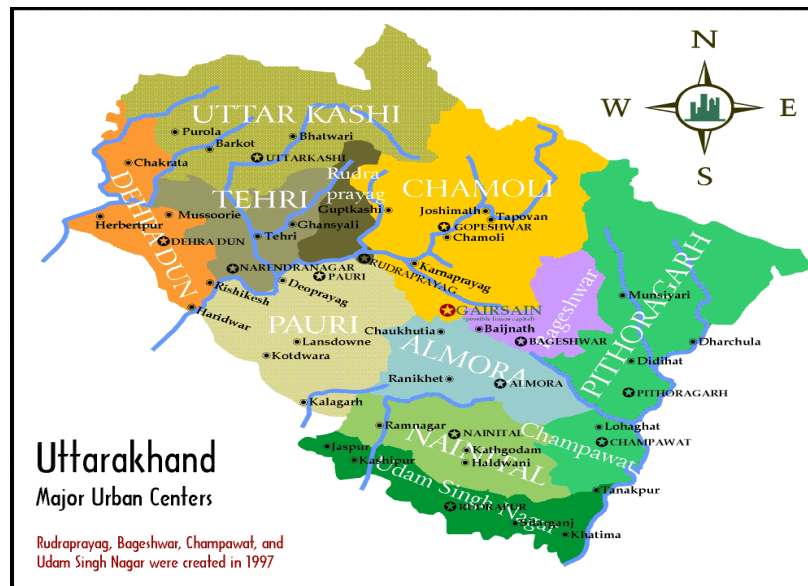 N
W
E
S
UTTAR KASHI
Purola
Barkot
Bhatwari
UTTARKASHI
Chakrata
DEHRA DUN
TEHRI
Rudra
prayag
CHAMOLI
Guptkashi
Joshimath
Tapovan
GOPESHWAR
Chamoli
Herbertpur
Mussoorie
Ghansyali
Tehri
DEHRA DUN
NARENDRANAGAR
PAURI
RUDRAPRAYAG
Karnaprayag
Rishikesh
Deoprayag
Haridwar
PAURI
GAIRSAIN
(possible future capital)
Bageshwar
PITHORAGARH
Munsiyari
Chaukhutia
Baijnath
BAGESHWAR
Dharchula
Lansdowne
Kotdwara
ALMORA
Didihat
Ranikhet
ALMORA
PITHORAGARH
Kalagarh
Ramnagar
NAINITAL
NAINITAL
Champawat
Lohaghat
CHAMPAWAT
Jaspur
Kashipur
Kathgodam
Haldwani
Udam Singh Nagar
Tanakpur
RUDRAPUR
Sitarganj
Khatima
Uttarakhand
Major Urban Centers
Rudraprayag, Bageshwar, Champawat, and
Udam Singh Nagar were created in 1997